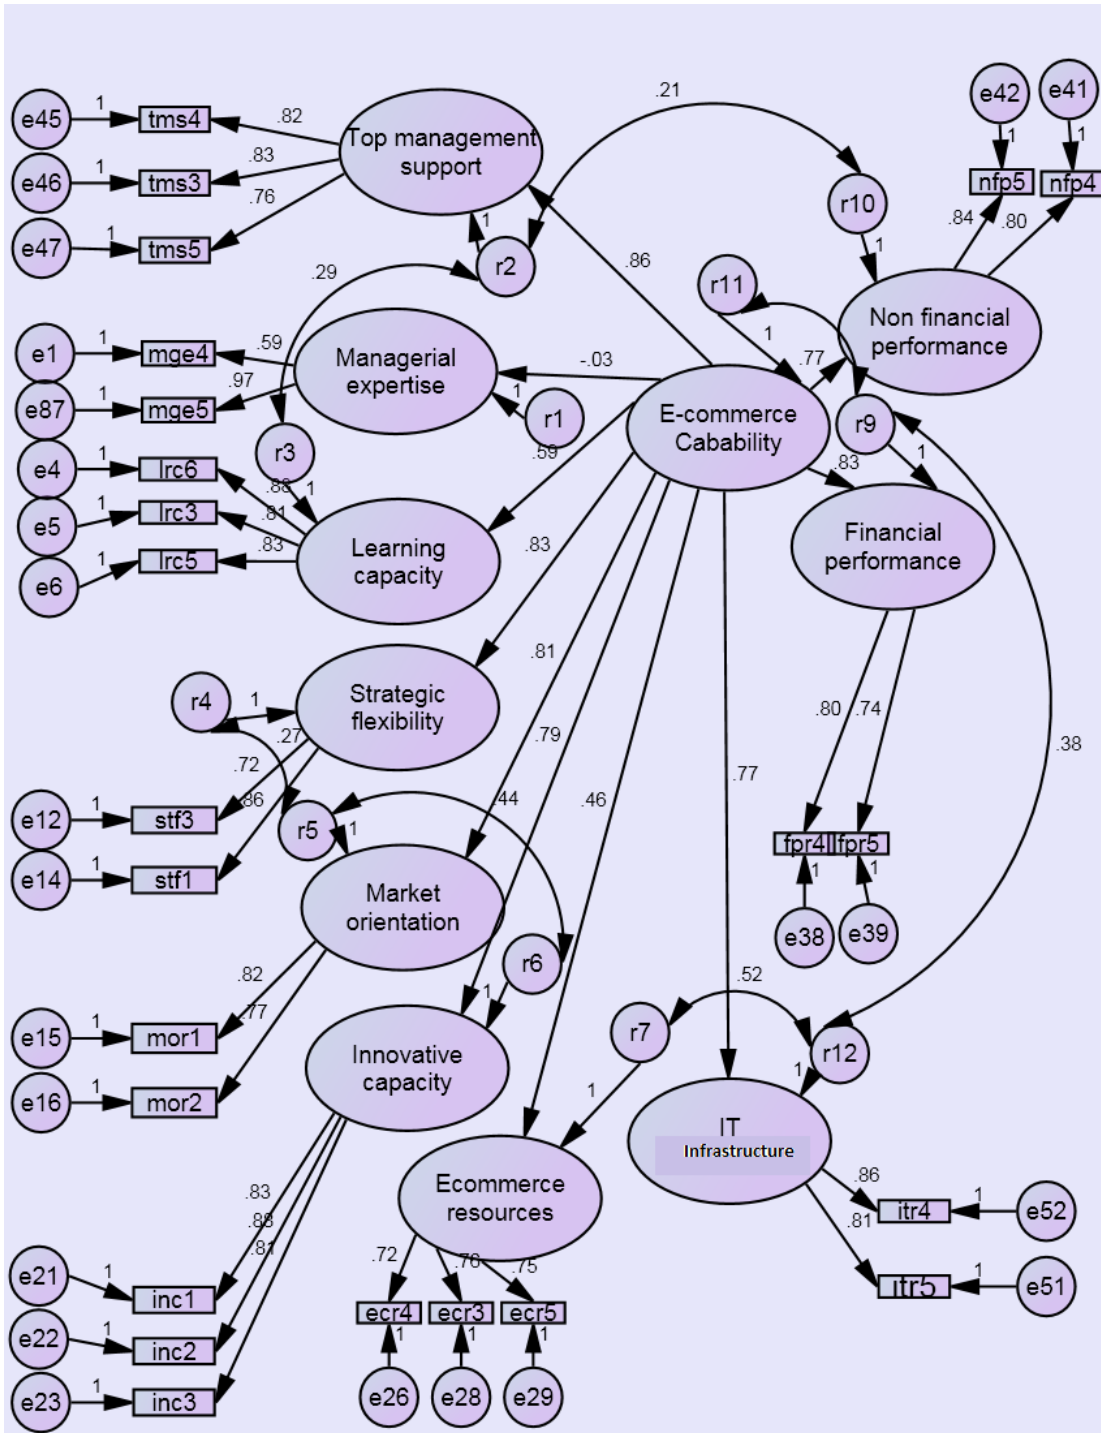 e45
1
tms4
.82
e46
1
tms3
.83
e47
1
tms5
.76
Top management
support
1
r2
.21
r10
1
e42
e41
1
1
nfp5
nfp4
.84
.80
Non financial
performance
.29
.86
r11
1
.77
e1
1
mge4
.59
e87
1
mge5
.97
Managerial
expertise
-.03
1
r1
E-commerce
Cabability
r9
1
.83
r3
1
.59
e4
1
lrc6
.88
e5
1
lrc3
.81
e6
1
lrc5
.83
Learning
capacity
.83
Financial
performance
r4
1
Strategic
flexibility
.27
.72
.86
e12
1
stf3
e14
1
stf1
.81
.79
.44
.46
.77
.80
.74
.38
r5
1
Market
orientation
fpr4
fpr5
1
1
e38
e39
.82
.77
e15
1
mor1
e16
1
mor2
r6
1
Innovative
capacity
.52
r7
1
r12
1
IT
Infrastructure
Ecommerce
resources
.86
.81
itr4
1
e52
itr5
1
e51
.83
.88
.81
e21
1
inc1
e22
1
inc2
e23
1
inc3
.72
.76
.75
ecr4
ecr3
ecr5
1
1
1
e26
e28
e29